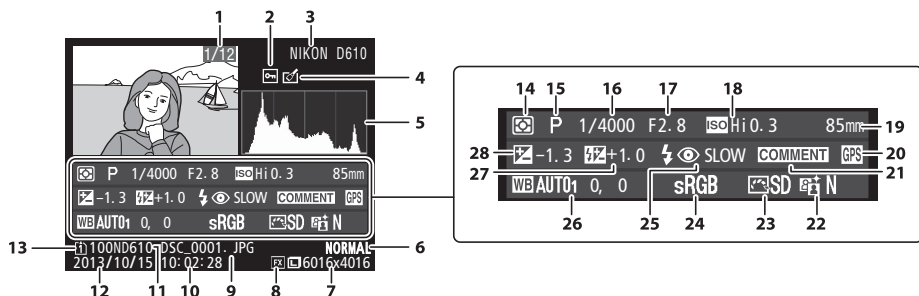 1 2 3
1/12 NIKON D610
4
5
P 1/4000 F2.8 ISO Hi 0.3 85mm
-1.3 +1.0 SLOW COMMENT GPS
WB AUTO1 0, 0 sRGB SD N
13 100ND610 DSC_0001.JPG NORMAL 6
2013/10/15 10:02:28 FX 6016x4016
12 11 10 9 8 7
14 15 16 17 18
P 1/4000 F2.8 ISO Hi 0.3 85mm 19
28 -1.3 +1.0 SLOW COMMENT GPS 20
27 25 21
WB AUTO1 0, 0 sRGB SD N
26 24 23 22